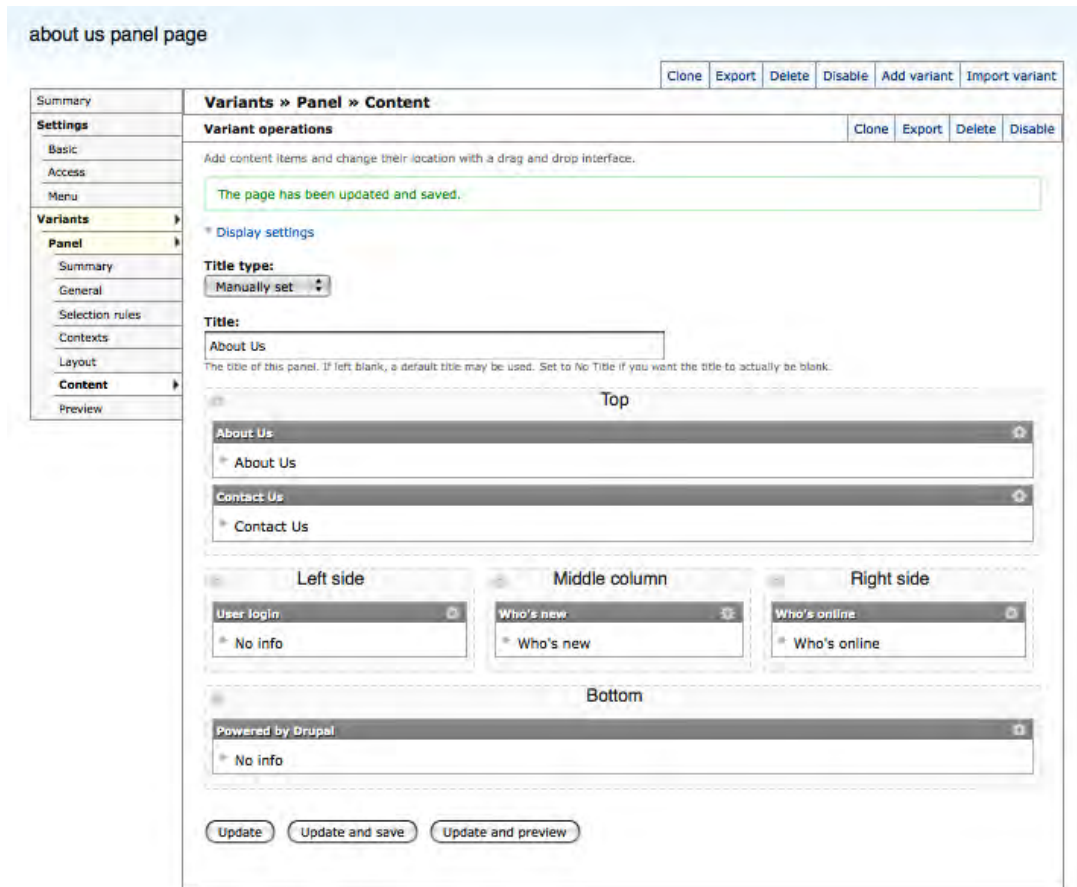 about us panel page
Clone Export Delete Disable Add variant Import variant
Summary
Settings
Basic
Access
Menu
Variants
Panel
Summary
General
Selection rules
Contexts
Layout
Content
Preview
Variants » Panel » Content
Variant operations
Clone Export Delete Disable
Add content items and change their location with a drag and drop interface.
The page has been updated and saved.
Display settings
Title type:
Manually set
Title:
About Us
The title of this panel. If left blank, a default title may be used. Set to No Title if you want the title to actually be blank.
Top
About Us
About Us
Contact Us
Contact Us
Left side Middle column Right side
User login Who's new Who's online
No info Who's new Who's online
Bottom
Powered by Drupal
No info
Update Update and save Update and preview